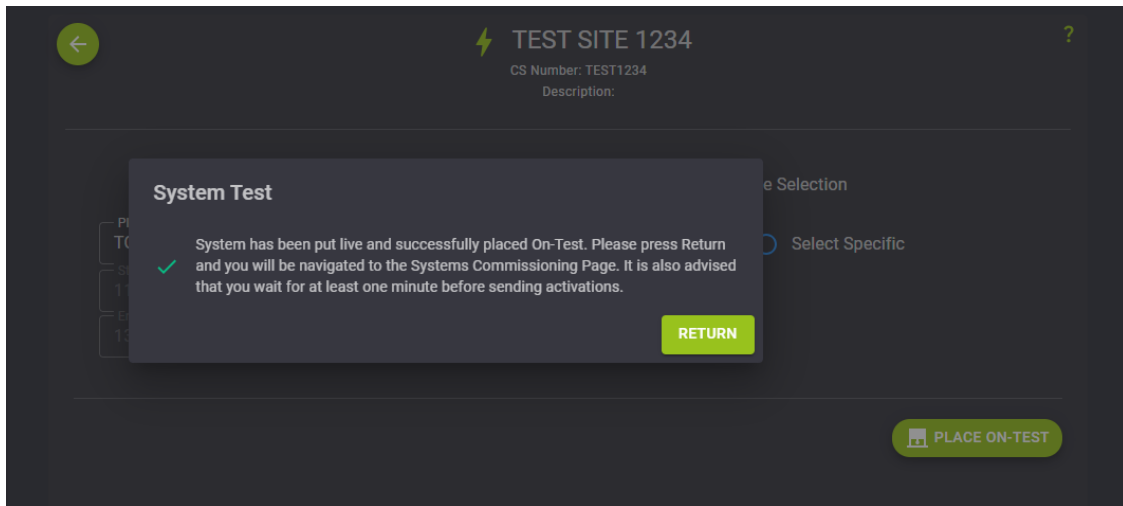 TEST SITE 1234
?
CS Number: TEST1234
Description:
System Test
System has been put live and successfully placed On-Test. Please press Return
and you will be navigated to the Systems Commissioning Page. It is also advised
that you wait for at least one minute before sending activations.
RETURN
e Selection
Select Specific
PLACE ON-TEST